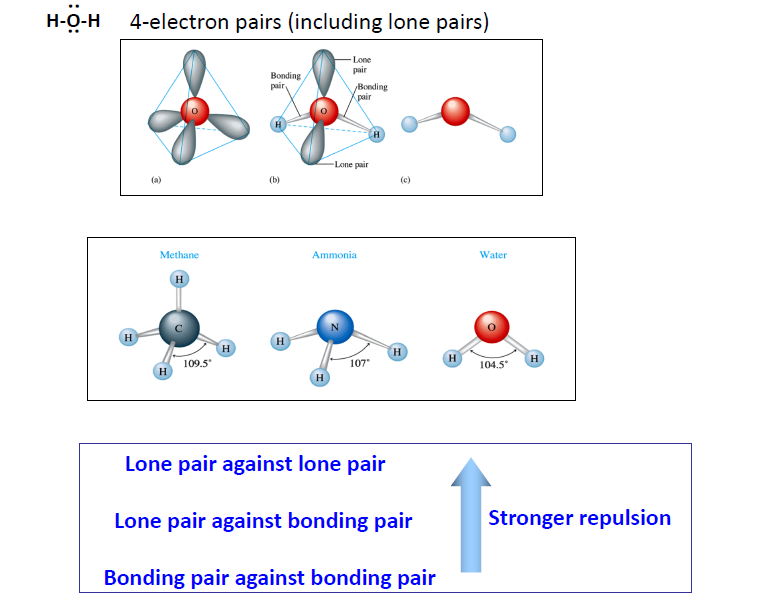 H-Ö-H 4-electron pairs (including lone pairs)
Lone
pair
Bonding
pair
Bonding
pair
O
O
H
H
Lone pair
(a)
(b)
(c)
Methane
Ammonia
Water
H
C
H
H
H
109.5°
N
H
H
H
107°
O
H
H
104.5°
Lone pair against lone pair
Lone pair against bonding pair
Stronger repulsion
Bonding pair against bonding pair